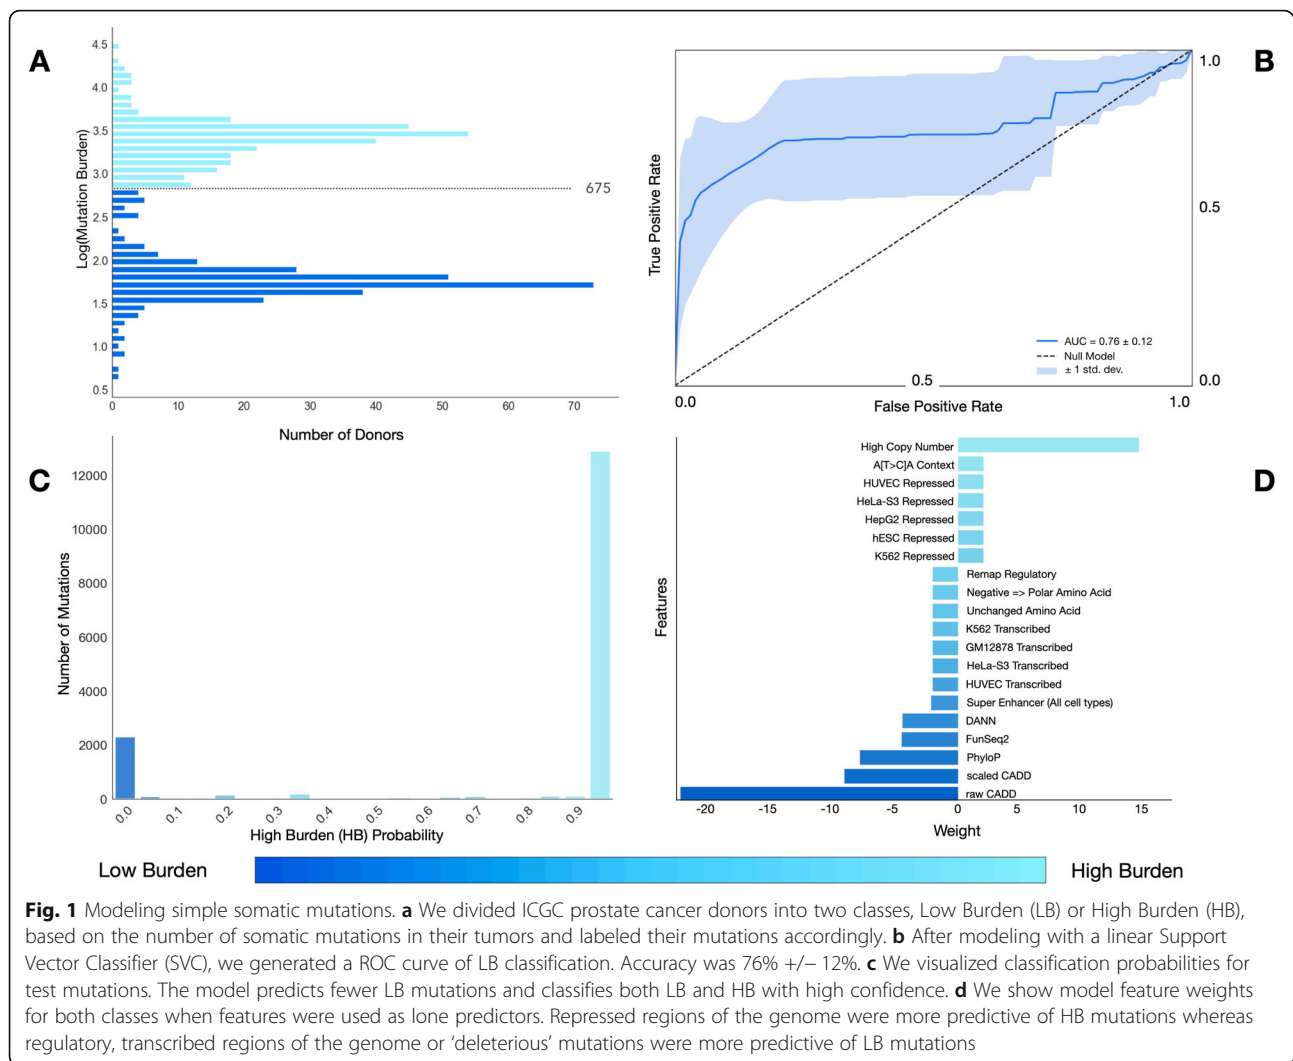 A
Log(Mutation Burden)
4.5
4.0
3.5
3.0
2.5
2.0
1.5
1.0
0.5
675
0 10 20 30 40 50 60 70
Number of Donors
B
True Positive Rate
1.0
0.5
0.0
AUC = 0.76 ± 0.12
Null Model
± 1 std. dev.
0.0 0.5 1.0
False Positive Rate
C
Number of Mutations
12000
10000
8000
6000
4000
2000
0
0.0 0.1 0.2 0.3 0.4 0.5 0.6 0.7 0.8 0.9
High Burden (HB) Probability
D
Features
High Copy Number
A[T>C]A Context
HUVEC Repressed
HeLa-S3 Repressed
HepG2 Repressed
hESC Repressed
K562 Repressed
Remap Regulatory
Negative => Polar Amino Acid
Unchanged Amino Acid
K562 Transcribed
GM12878 Transcribed
HeLa-S3 Transcribed
HUVEC Transcribed
Super Enhancer (All cell types)
DANN
FunSeq2
PhyloP
scaled CADD
raw CADD
-20 -15 -10 -5 0 5 10 15
Weight
Low Burden High Burden
Fig. 1 Modeling simple somatic mutations. a We divided ICGC prostate cancer donors into two classes, Low Burden (LB) or High Burden (HB),
based on the number of somatic mutations in their tumors and labeled their mutations accordingly. b After modeling with a linear Support
Vector Classifier (SVC), we generated a ROC curve of LB classification. Accuracy was 76% +/− 12%. c We visualized classification probabilities for
test mutations. The model predicts fewer LB mutations and classifies both LB and HB with high confidence. d We show model feature weights
for both classes when features were used as lone predictors. Repressed regions of the genome were more predictive of HB mutations whereas
regulatory, transcribed regions of the genome or ‘deleterious’ mutations were more predictive of LB mutations